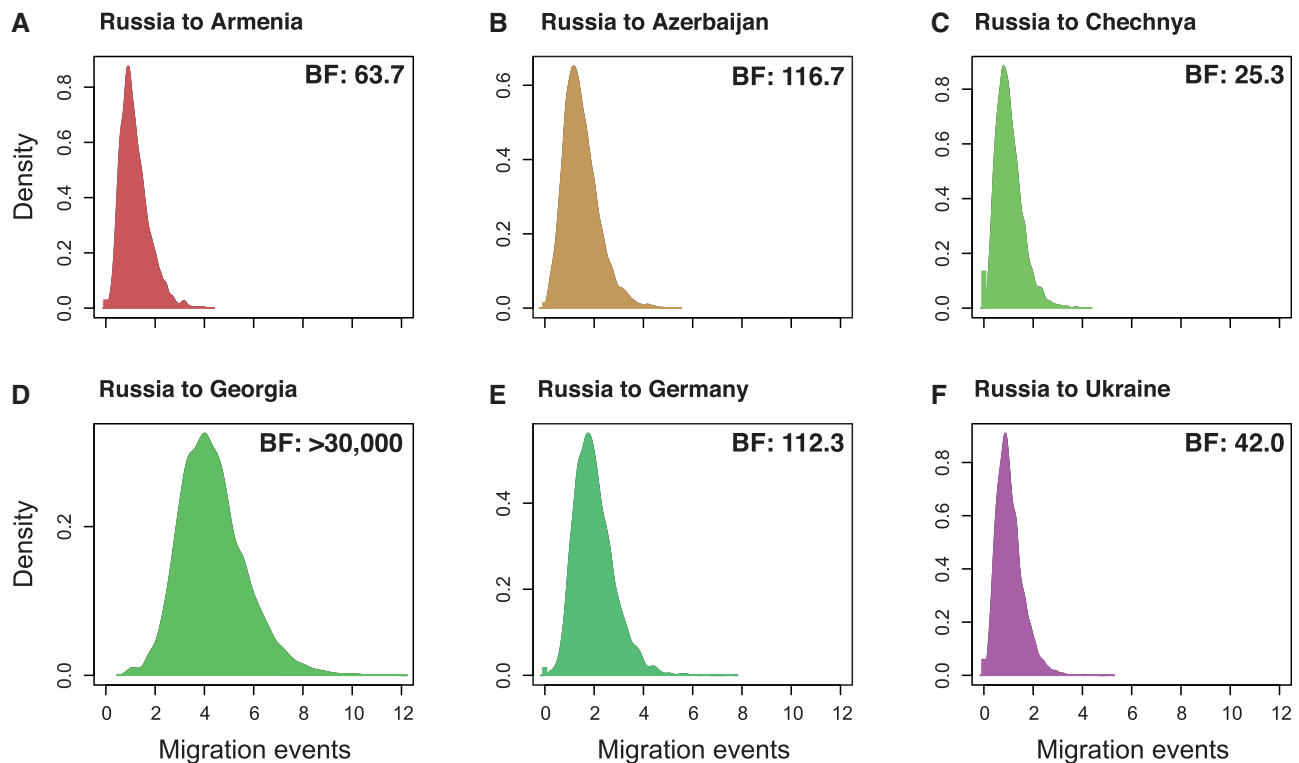 A Russia to Armenia
BF: 63.7
Density
0.0 0.2 0.4 0.6 0.8
B Russia to Azerbaijan
BF: 116.7
0.0 0.2 0.4 0.6
C Russia to Chechnya
BF: 25.3
0.0 0.2 0.4 0.6 0.8
D Russia to Georgia
BF: >30,000
Density
0.0 0.2
0 2 4 6 8 10 12
Migration events
E Russia to Germany
BF: 112.3
0.0 0.2 0.4
0 2 4 6 8 10 12
Migration events
F Russia to Ukraine
BF: 42.0
0.0 0.2 0.4 0.6 0.8
0 2 4 6 8 10 12
Migration events